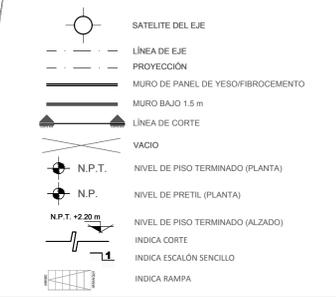 SATELITE DEL EJE
LÍNEA DE EJE
PROYECCIÓN
MURO DE PANEL DE YESO/FIBROCEMENTO
MURO BAJO 1.5 m
LÍNEA DE CORTE
VACIO
N.P.T. NIVEL DE PISO TERMINADO (PLANTA)
N.P. NIVEL DE PRETIL (PLANTA)
N.P.T. +2.20 m NIVEL DE PISO TERMINADO (ALZADO)
INDICA CORTE
1 INDICA ESCALÓN SENCILLO
INDICA RAMPA